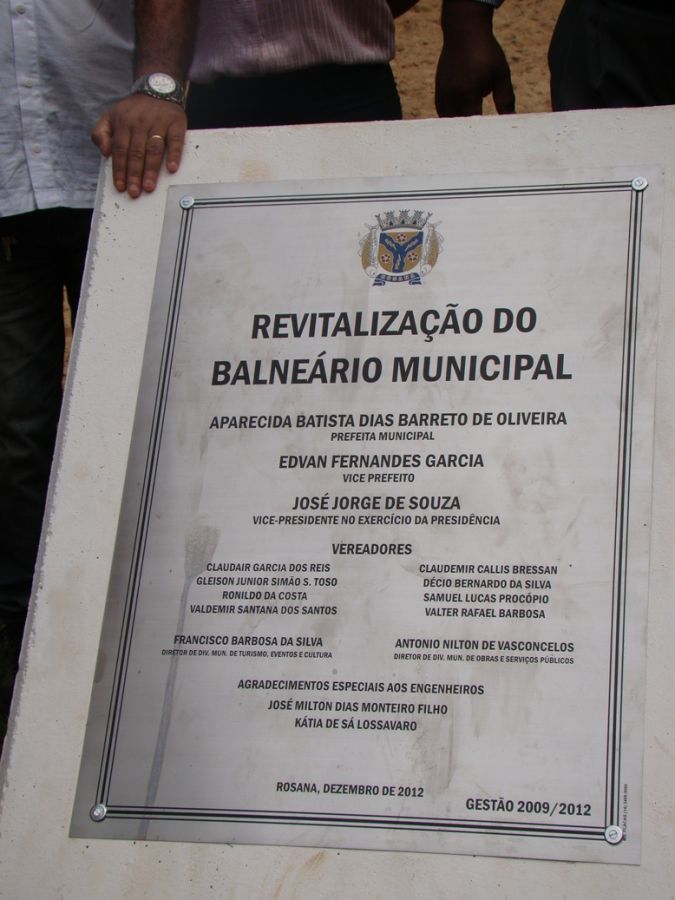 REVITALIZAÇÃO DO
BALNEÁRIO MUNICIPAL
APARECIDA BATISTA DIAS BARRETO DE OLIVEIRA
PREFEITA MUNICIPAL
EDVAN FERNANDES GARCIA
VICE PREFEITO
JOSÉ JORGE DE SOUZA
VICE-PRESIDENTE NO EXERCÍCIO DA PRESIDÊNCIA
VEREADORES
CLAUDAIR GARCIA DOS REIS
GLEISON JUNIOR SIMÃO S. TOSO
RONILDO DA COSTA
VALDEMIR SANTANA DOS SANTOS
CLAUDEMIR CALLIS BRESSAN
DÉCIO BERNARDO DA SILVA
SAMUEL LUCAS PROCÓPIO
VALTER RAFAEL BARBOSA
FRANCISCO BARBOSA DA SILVA
DIRETOR DE DIV. MUN. DE TURISMO, EVENTOS E CULTURA
ANTONIO NILTON DE VASCONCELOS
DIRETOR DE DIV. MUN. DE OBRAS E SERVIÇOS PÚBLICOS
AGRADECIMENTOS ESPECIAIS AOS ENGENHEIROS
JOSÉ MILTON DIAS MONTEIRO FILHO
KÁTIA DE SÁ LOSSAVARO
ROSANA, DEZEMBRO DE 2012
GESTÃO 2009/2012